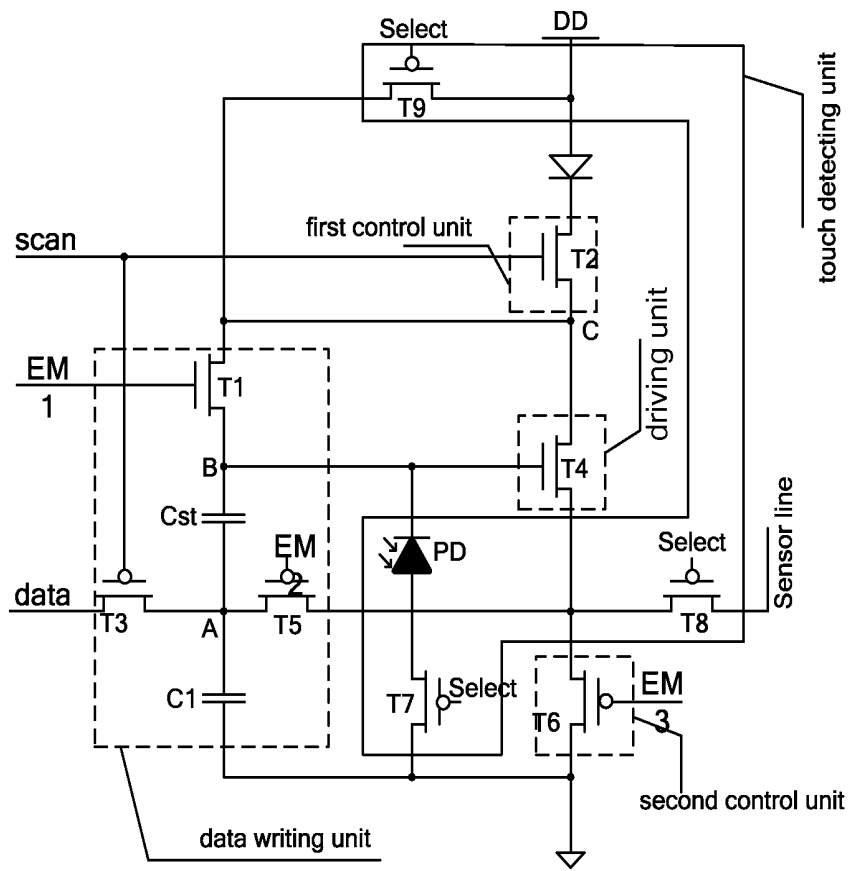 Select
DD
T9
touch detecting unit
first control unit
scan
T2
C
EM
1
T1
driving unit
B
T4
Cst
EM
2
PD
Select
Sensor line
data
T3
A
T5
T8
C1
T7
Select
T6
EM
3
second control unit
data writing unit